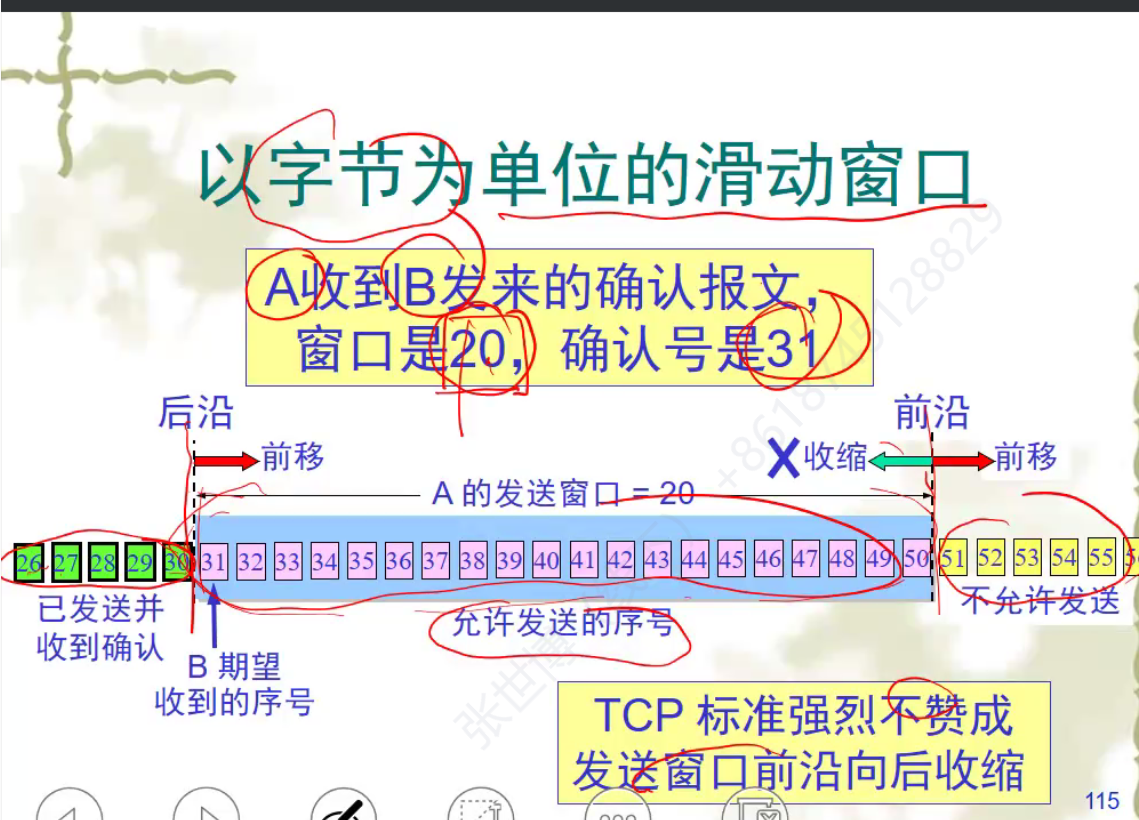 以字节为单位的滑动窗口
A收到B发来的确认报文，
窗口是20，确认号是31
后沿
前沿
前移
收缩
前移
A 的发送窗口 = 20
26 27 28 29 30 31 32 33 34 35 36 37 38 39 40 41 42 43 44 45 46 47 48 49 50 51 52 53 54 55
已发送并
收到确认
允许发送的序号
不允许发送
B 期望
收到的序号
TCP 标准强烈不赞成
发送窗口前沿向后收缩
115